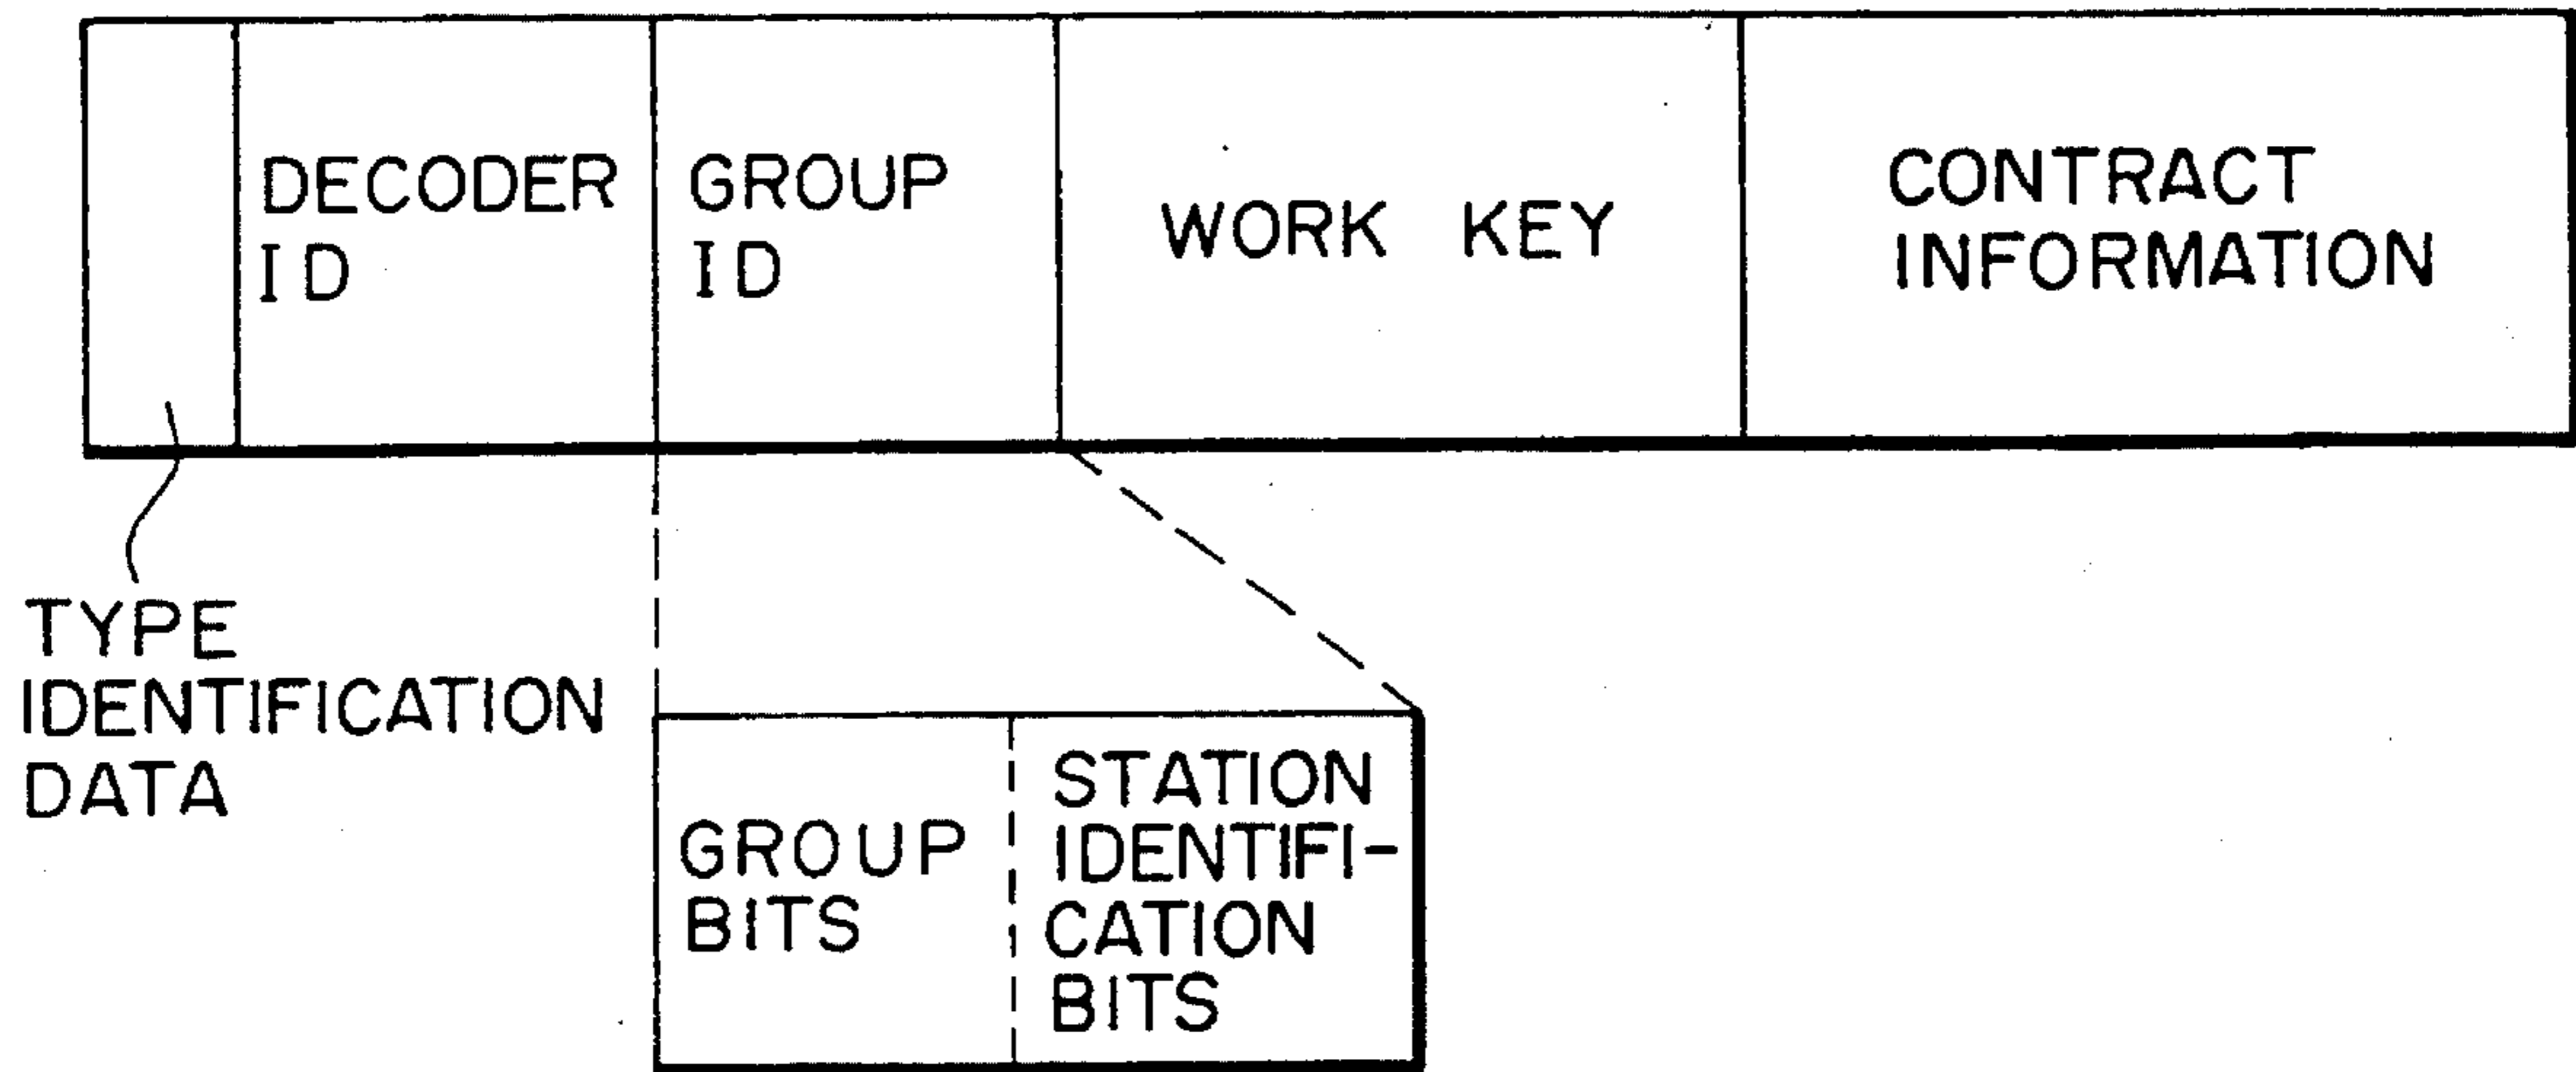 DECODER
ID
GROUP
ID
WORK KEY
CONTRACT
INFORMATION
TYPE
IDENTIFICATION
DATA
GROUP
BITS
STATION
IDENTIFI-
CATION
BITS